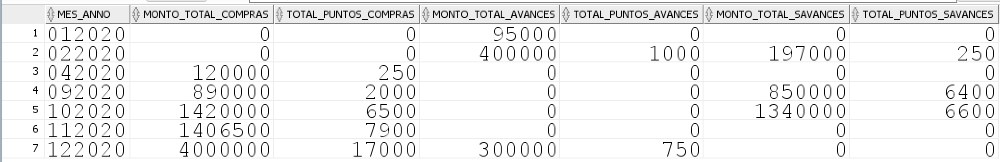 MES_ANNO MONTO_TOTAL_COMPRAS TOTAL_PUNTOS_COMPRAS MONTO_TOTAL_AVANCES TOTAL_PUNTOS_AVANCES MONTO_TOTAL_SAVANCES TOTAL_PUNTOS_SAVANCES
1 012020 0 0 95000 0 0 0
2 022020 0 0 400000 1000 197000 250
3 042020 120000 250 0 0 0 0
4 092020 890000 2000 0 0 850000 6400
5 102020 1420000 6500 0 0 1340000 6600
6 112020 1406500 7900 0 0 0 0
7 122020 4000000 17000 300000 750 0 0